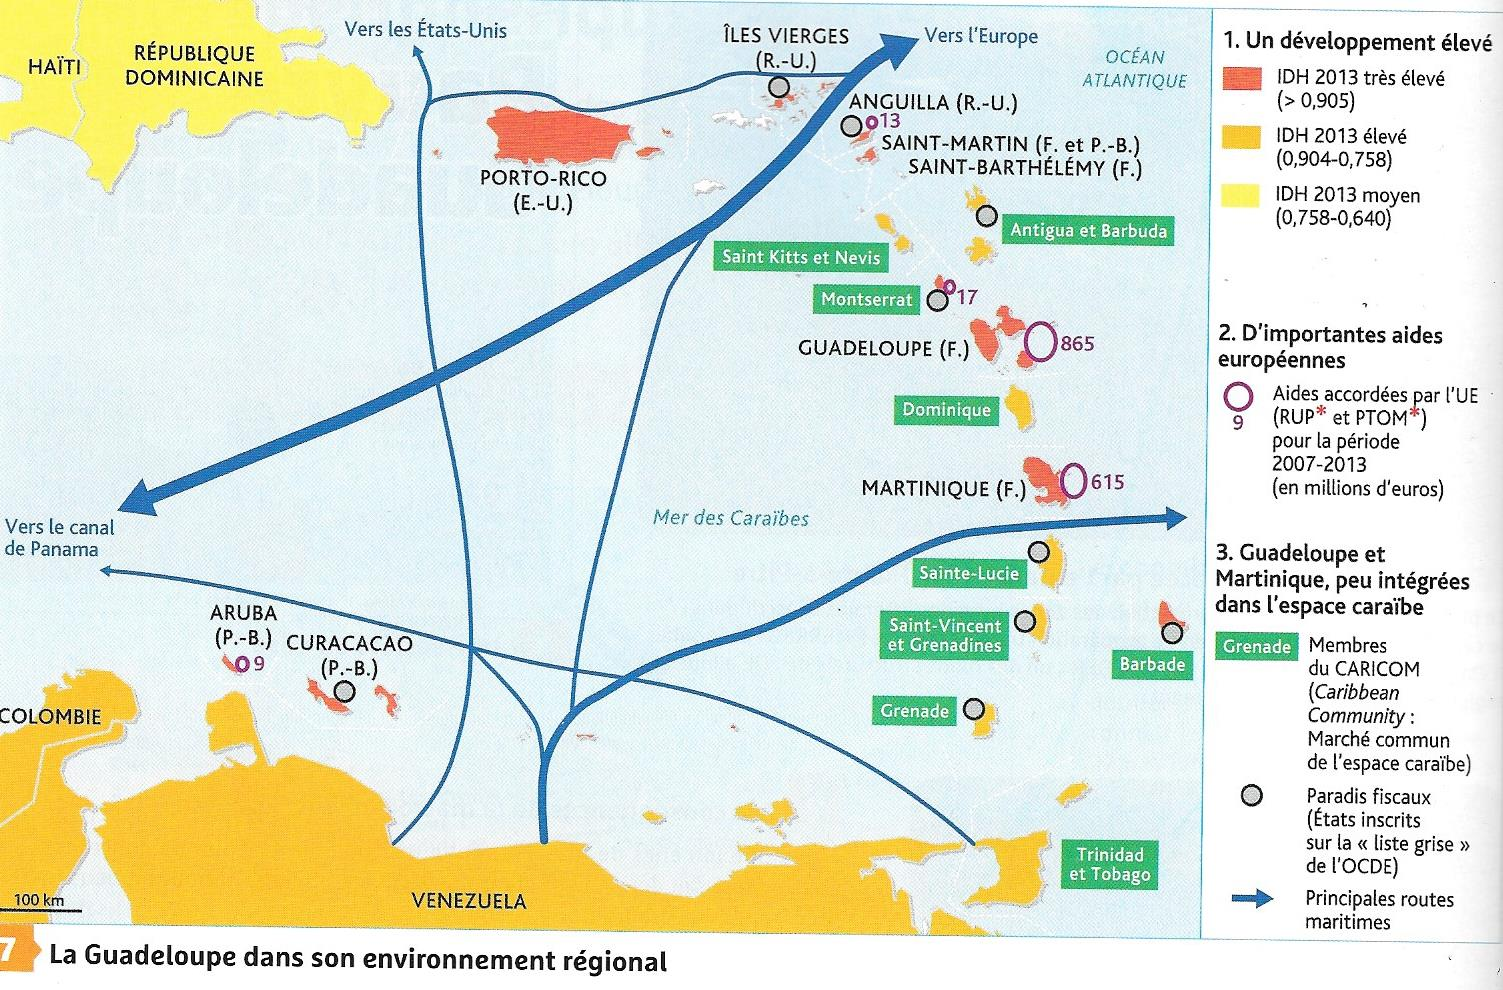 Vers les États-Unis
ÎLES VIERGES
(R.-U.)
Vers l'Europe
OCÉAN
ATLANTIQUE
HAÏTI
RÉPUBLIQUE
DOMINICAINE
ANGUILLA (R.-U.)
13
SAINT-MARTIN (F. et P.-B.)
SAINT-BARTHÉLÉMY (F.)
PORTO-RICO
(E.-U.)
Antigua et Barbuda
Saint Kitts et Nevis
Montserrat
17
GUADELOUPE (F.)
865
Dominique
MARTINIQUE (F.)
615
Mer des Caraïbes
Vers le canal
de Panama
Sainte-Lucie
ARUBA
(P.-B.)
9
CURACACAO
(P.-B.)
Saint-Vincent
et Grenadines
Barbade
Grenade
COLOMBIE
VENEZUELA
Trinidad
et Tobago
100 km
1. Un développement élevé
IDH 2013 très élevé
(> 0,905)
IDH 2013 élevé
(0,904-0,758)
IDH 2013 moyen
(0,758-0,640)
2. D'importantes aides
européennes
9
Aides accordées par l'UE
(RUP* et PTOM*)
pour la période
2007-2013
(en millions d'euros)
3. Guadeloupe et
Martinique, peu intégrées
dans l'espace caraïbe
Grenade
Membres
du CARICOM
(Caribbean
Community :
Marché commun
de l'espace caraïbe)
Paradis fiscaux
(États inscrits
sur la « liste grise »
de l'OCDE)
Principales routes
maritimes
7 La Guadeloupe dans son environnement régional